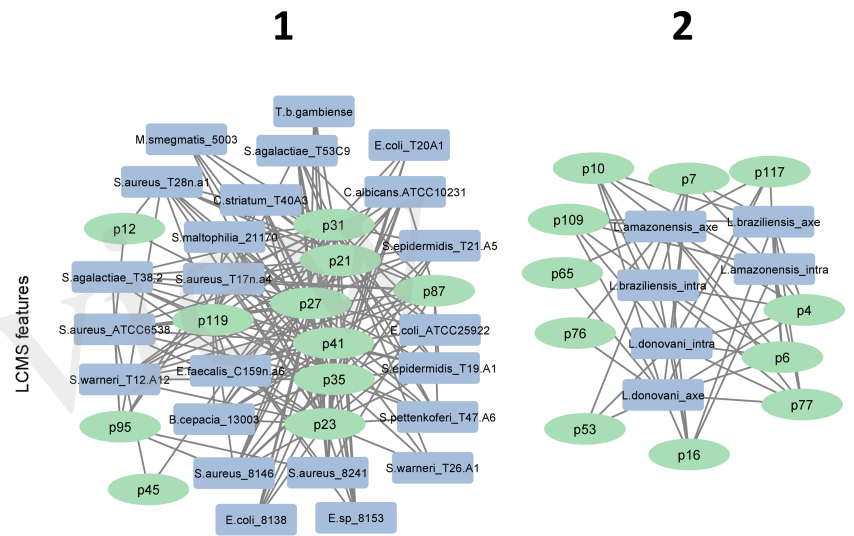 1
2
T.b.gambiense
M.smegmatis_5003
S.agalactiae_T53C9
E.coli_T20A1
S.aureus_T28n.a1
C.striatum_T40A3
C.albicans.ATCC10231
p12
p31
S.maltophilia_21170
S.epidermidis_T21.A5
p21
S.agalactiae_T38.2
S.aureus_T17n.a4
p87
p27
p119
S.aureus_ATCC6538
E.coli_ATCC25922
p41
S.warneri_T12.A12
E.faecalis_C159n.a6
S.epidermidis_T19.A1
p35
B.cepacia_13003
S.pettenkoferi_T47.A6
p95
p23
S.aureus_8146
S.aureus_8241
S.warneri_T26.A1
p45
E.coli_8138
E.sp_8153
LCMS features
p10
p7
p117
p109
L.amazonensis_axe
L.braziliensis_axe
p65
L.amazonensis_intra
L.braziliensis_intra
p4
p76
L.donovani_intra
p6
L.donovani_axe
p77
p53
p16